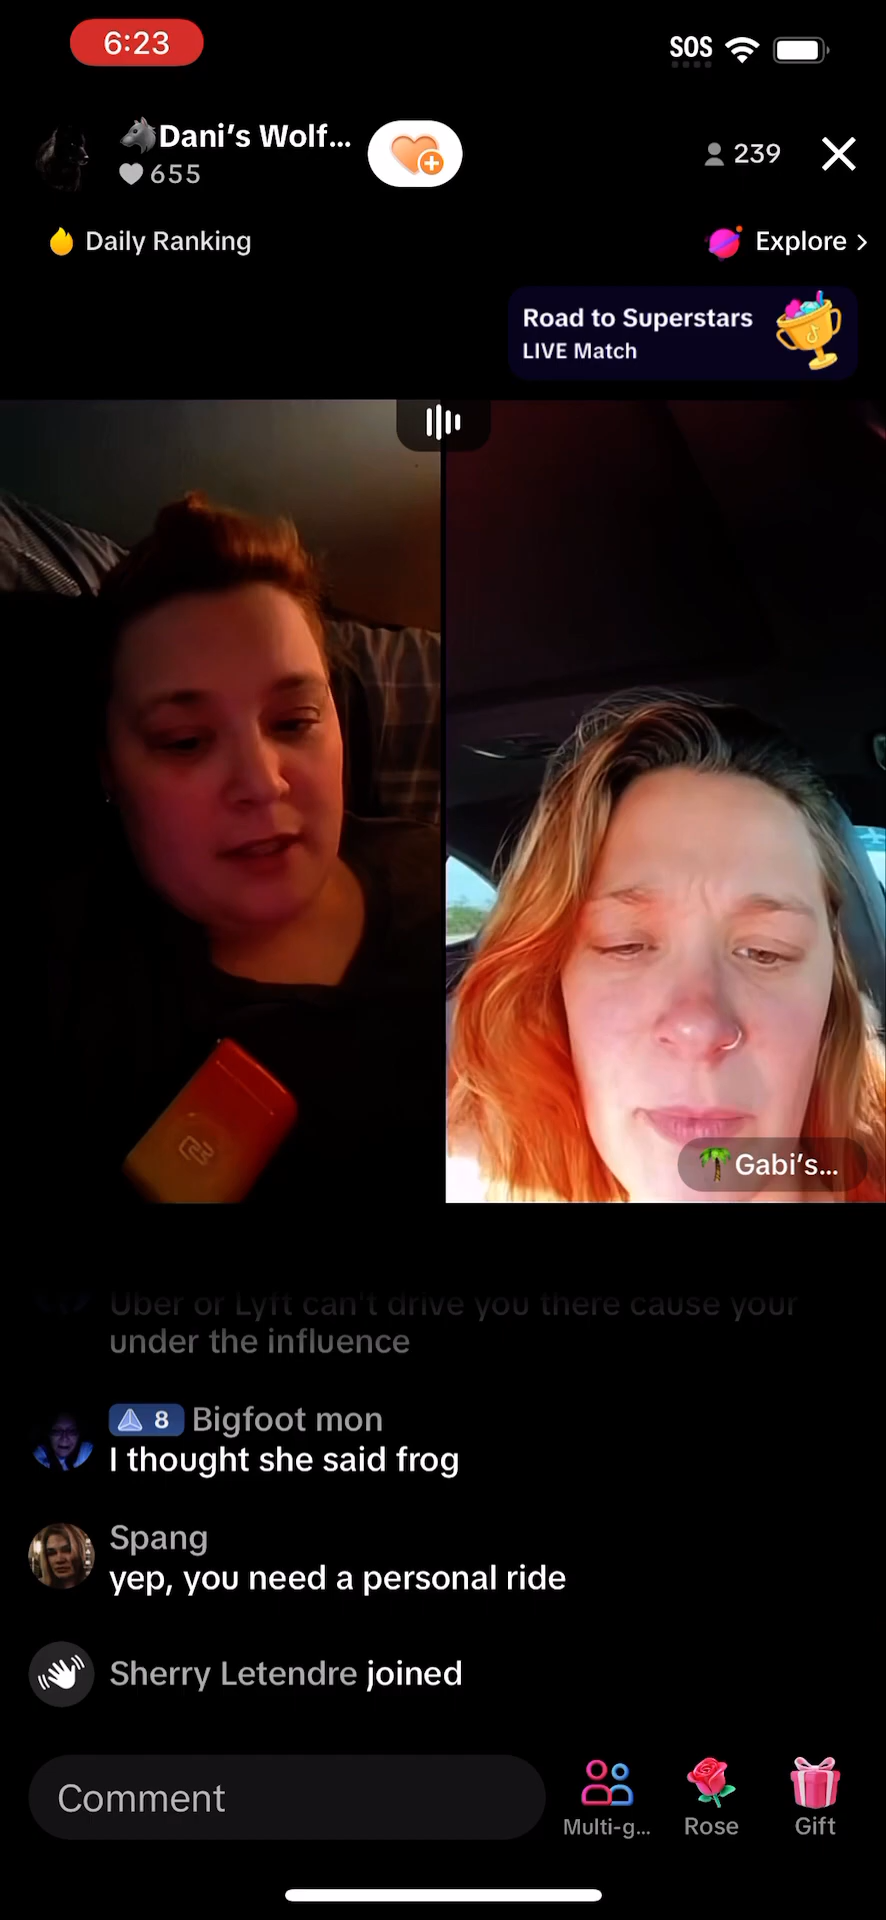 6:23
SOS
Dani's Wolf...
655
239
Daily Ranking
Explore >
Road to Superstars
LIVE Match
Gabi's...
Uber or Lyft can't drive you there cause your
under the influence
8 Bigfoot mon
I thought she said frog
Spang
yep, you need a personal ride
Sherry Letendre joined
Comment
Multi-g...
Rose
Gift